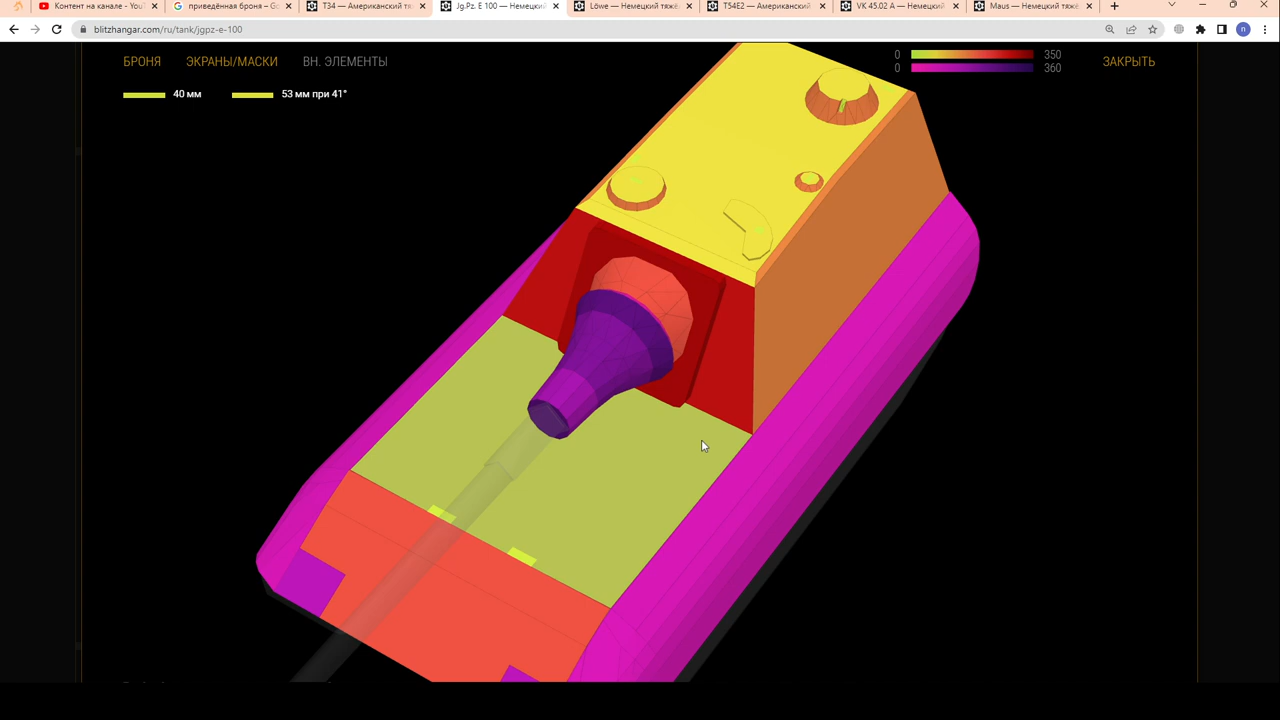 Контент на канале - YouT
приведённая броня – Go
T34 — Американский тя
Jg.Pz. E 100 — Немецкий
Löwe — Немецкий тяжё
T54E2 — Американский
VK 45.02 A — Немецкий
Maus — Немецкий тяжё
blitzhangar.com/ru/tank/jgpz-e-100
n
БРОНЯ ЭКРАНЫ/МАСКИ ВН. ЭЛЕМЕНТЫ
0 350
0 360
ЗАКРЫТЬ
40 мм 53 мм при 41°